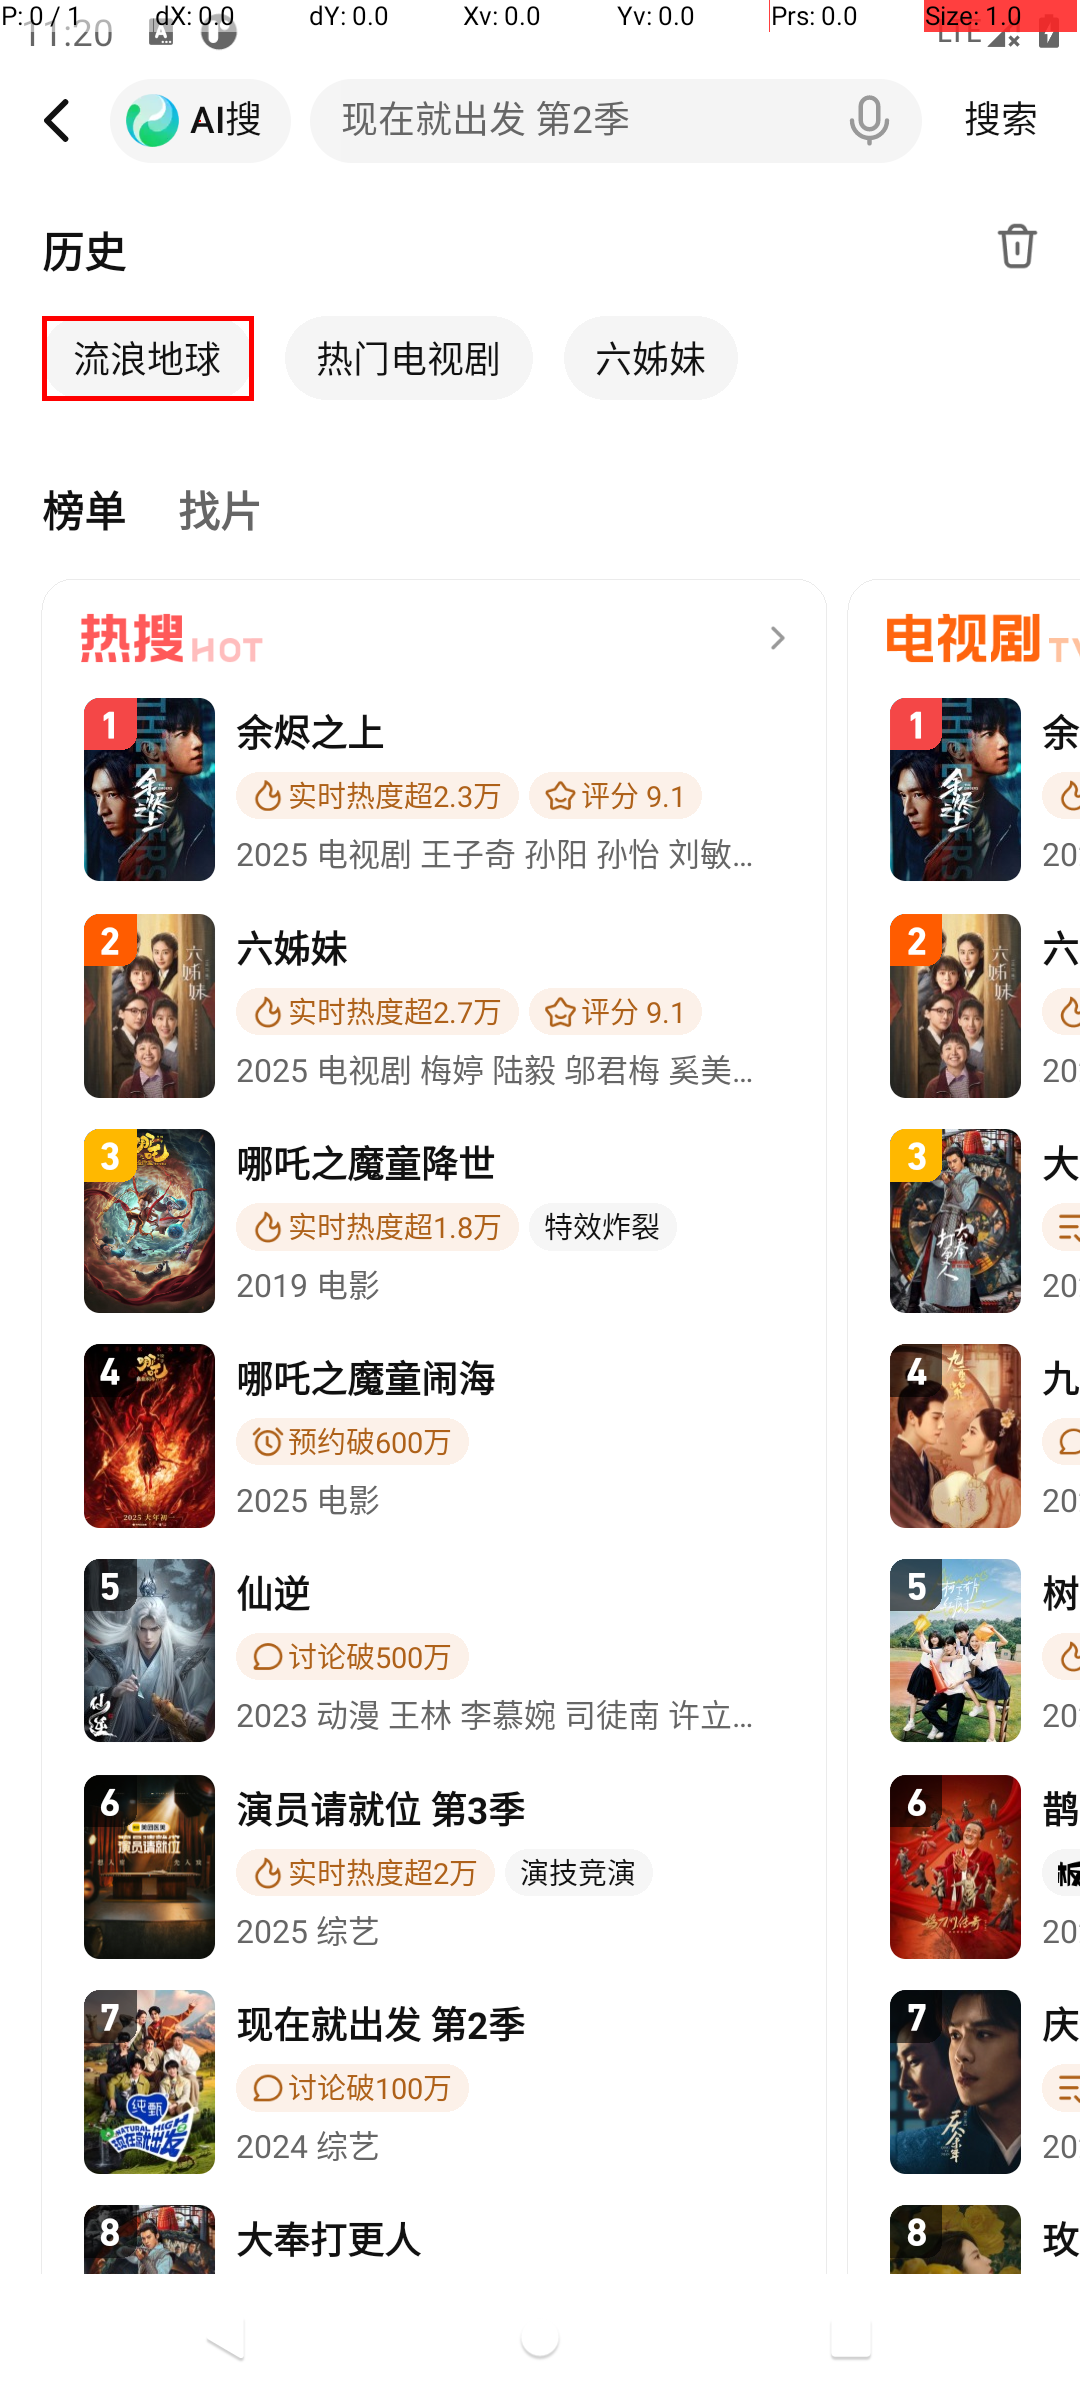 P: 0 / 1 dX: 0.0 dY: 0.0 Xv: 0.0 Yv: 0.0 Prs: 0.0 Size: 1.0
11:20 LTE
AI搜 现在就出发 第2季 搜索
历史
流浪地球 热门电视剧 六姊妹
榜单 找片
热搜 HOT 电视剧
1 余烬之上
实时热度超2.3万 评分 9.1
2025 电视剧 王子奇 孙阳 孙怡 刘敏...
2 六姊妹
实时热度超2.7万 评分 9.1
2025 电视剧 梅婷 陆毅 邬君梅 奚美...
3 哪吒之魔童降世
实时热度超1.8万 特效炸裂
2019 电影
4 哪吒之魔童闹海
预约破600万
2025 电影
5 仙逆
讨论破500万
2023 动漫 王林 李慕婉 司徒南 许立...
6 演员请就位 第3季
实时热度超2万 演技竞演
2025 综艺
7 现在就出发 第2季
讨论破100万
2024 综艺
8 大奉打更人
1 余
20
2 六
20
3 大
20
4 九
20
5 树
20
6 鹊
板
20
7 庆
20
8 玫